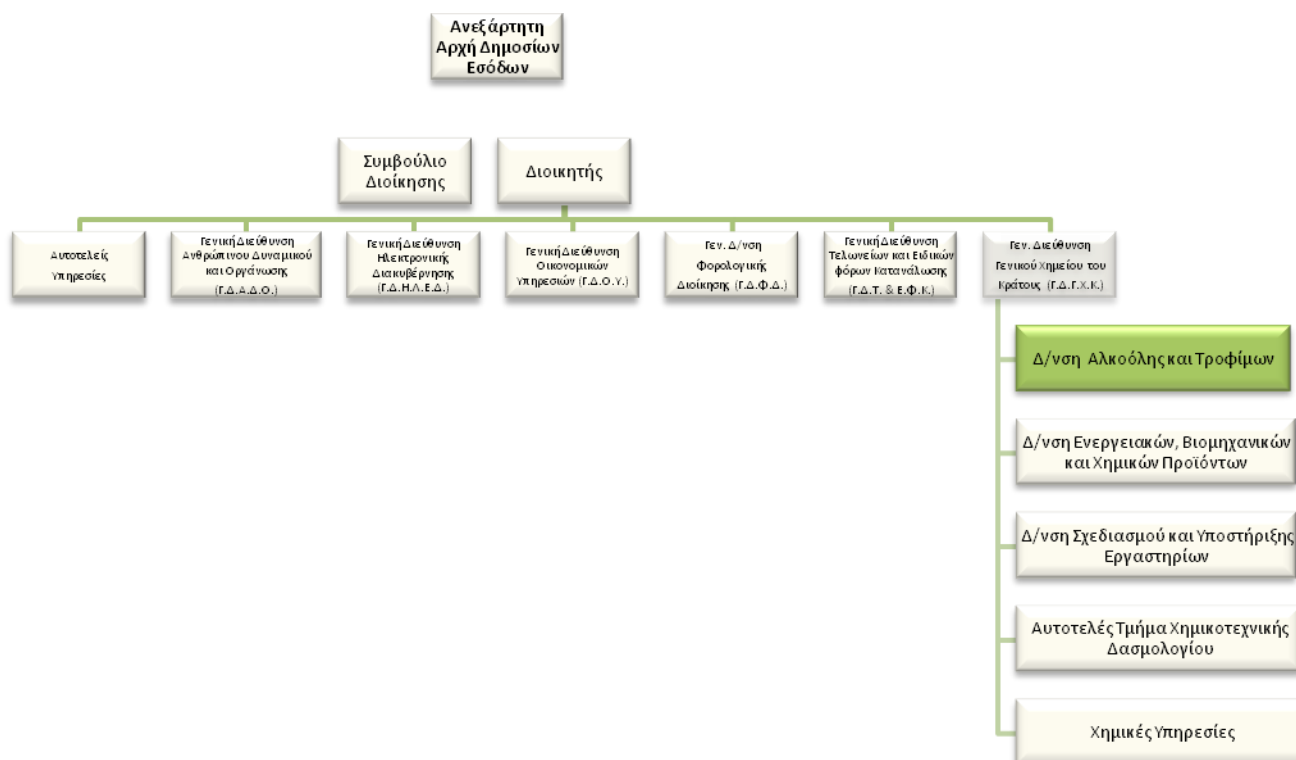 Ανεξάρτητη
Αρχή Δημοσίων
Εσόδων
Συμβούλιο
Διοίκησης
Διοικητής
Αυτοτελείς
Υπηρεσίες
Γενική Διεύθυνση
Ανθρώπινου Δυναμικού
και Οργάνωσης
(Γ.Δ.Α.Δ.Ο.)
Γενική Διεύθυνση
Ηλεκτρονικής
Διακυβέρνησης
(Γ.Δ.Η.Λ.Ε.Δ.)
Γενική Διεύθυνση
Οικονομικών
Υπηρεσιών (Γ.Δ.Ο.Υ.)
Γεν. Δ/νση
Φορολογικής
Διοίκησης (Γ.Δ.Φ.Δ.)
Γενική Διεύθυνση
Τελωνείων και Ειδικών
φόρων Κατανάλωσης
(Γ.Δ.Τ. & Ε.Φ.Κ.)
Γεν. Διεύθυνση
Γενικού Χημείου του
Κράτους (Γ.Δ.Γ.Χ.Κ.)
Δ/νση Αλκοόλης και Τροφίμων
Δ/νση Ενεργειακών, Βιομηχανικών
και Χημικών Προϊόντων
Δ/νση Σχεδιασμού και Υποστήριξης
Εργαστηρίων
Αυτοτελές Τμήμα Χημικοτεχνικής
Δασμολογίου
Χημικές Υπηρεσίες